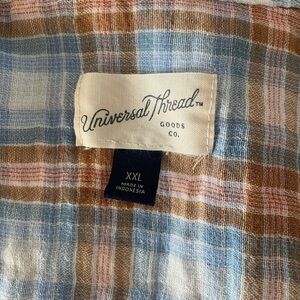 Universal Thread™
GOODS
CO.
XXL
MADE IN
INDONESIA